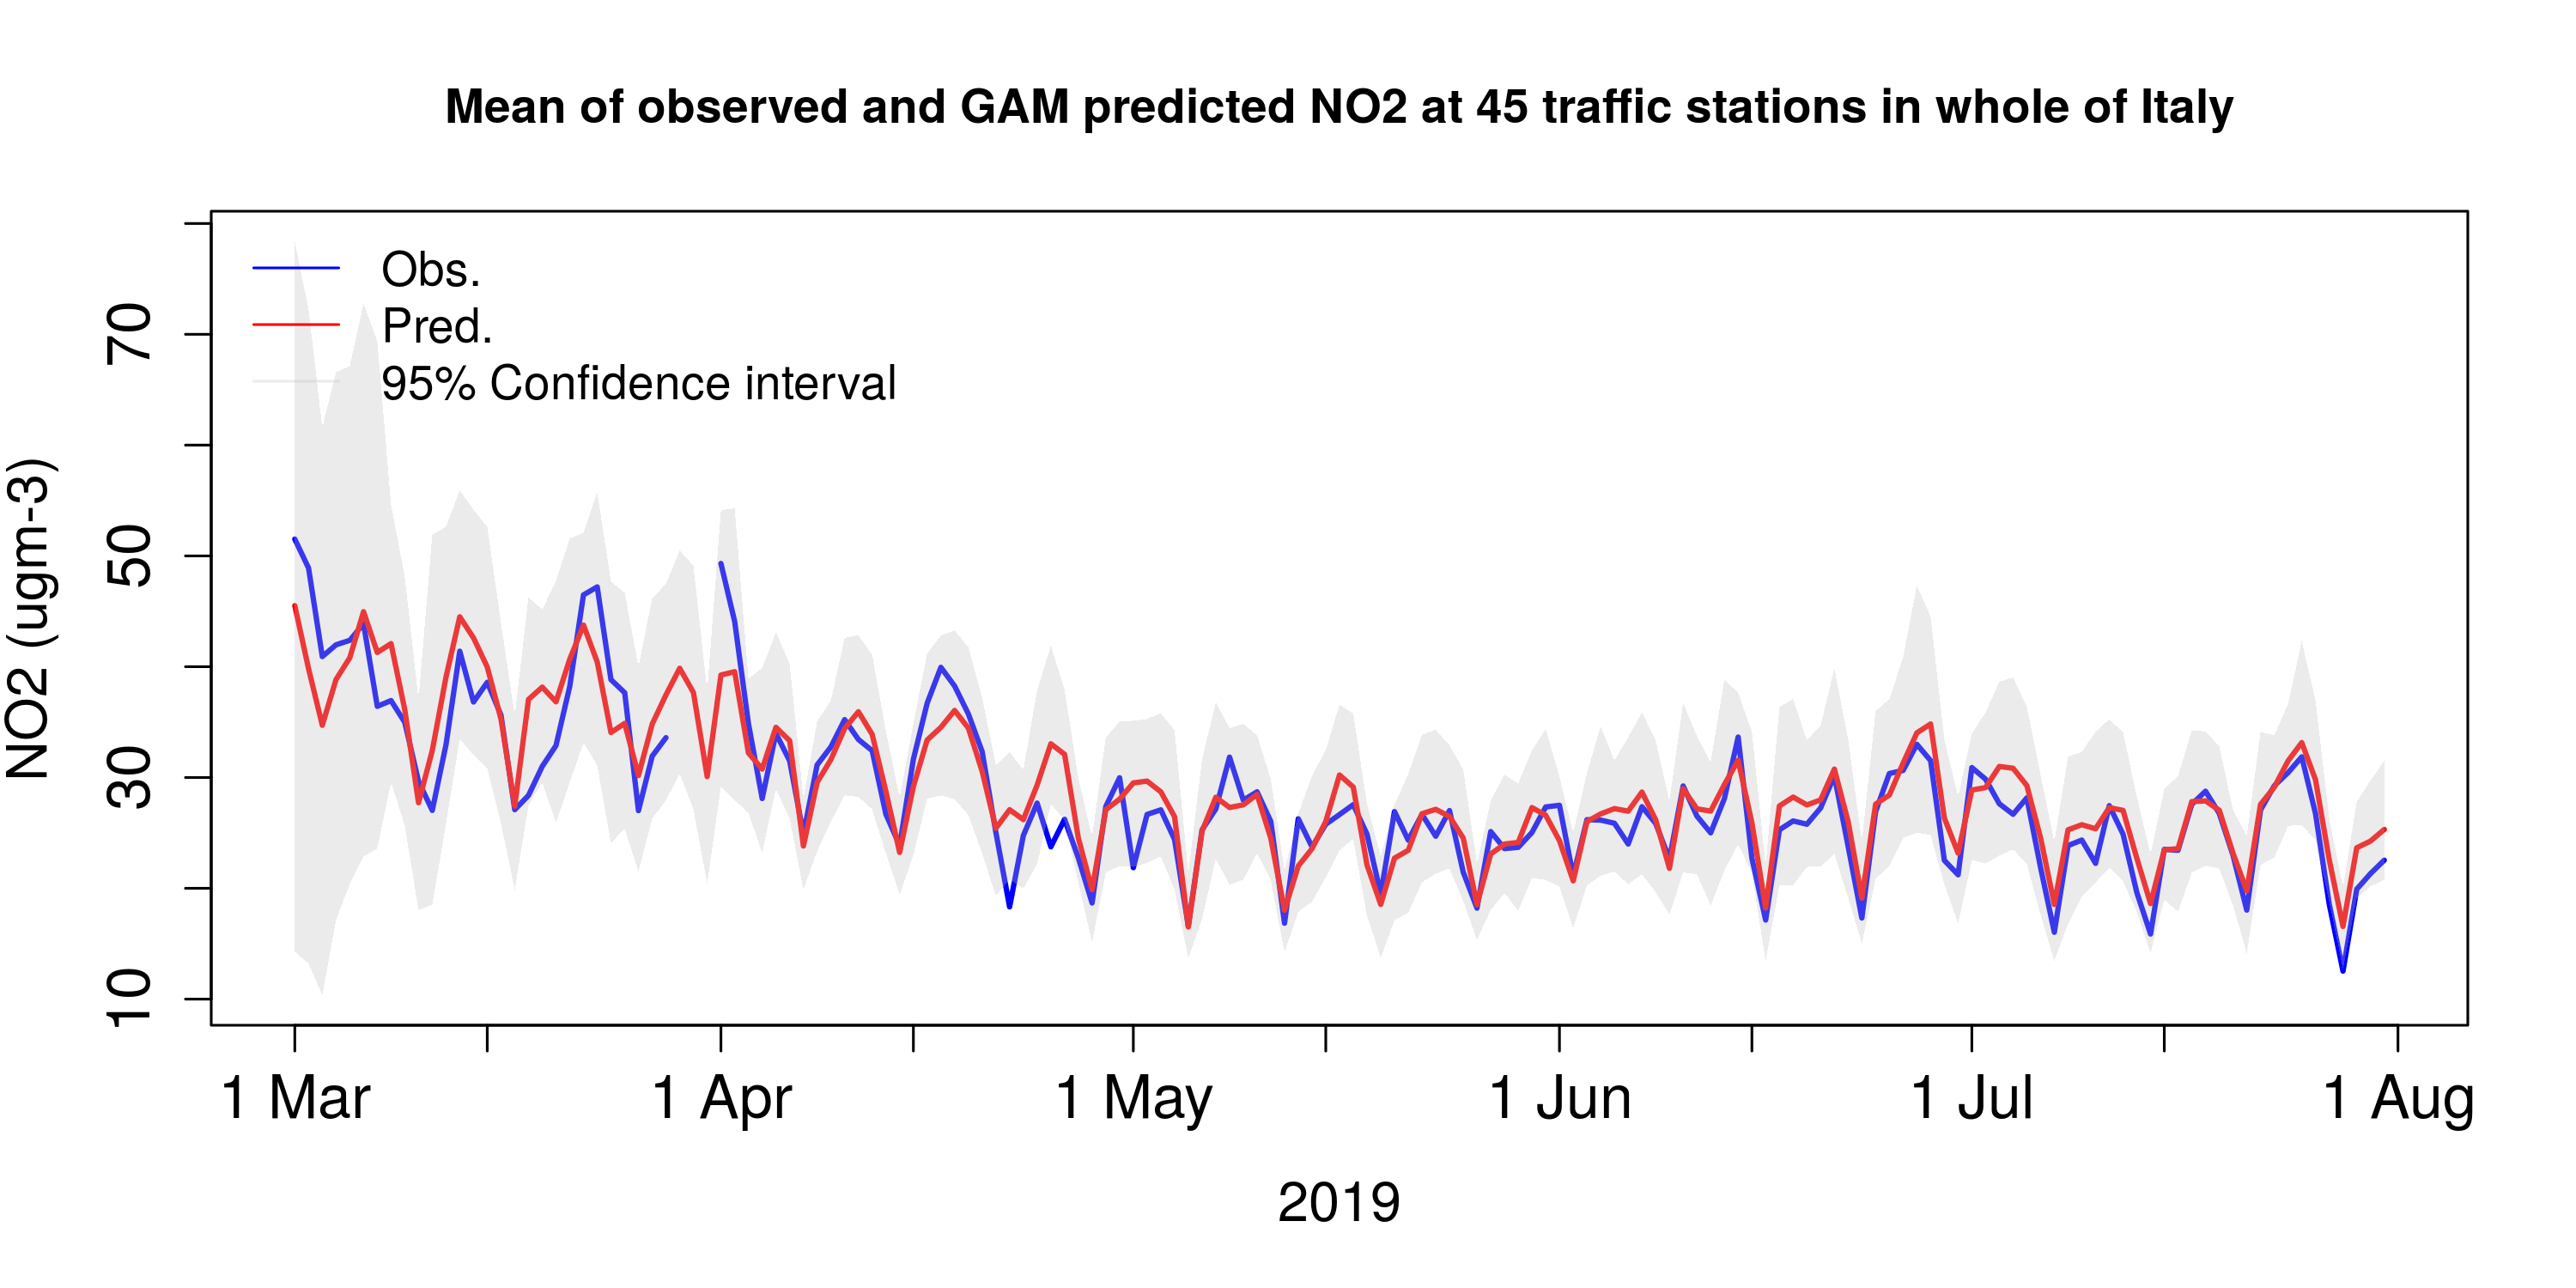 Mean of observed and GAM predicted NO2 at 45 traffic stations in whole of Italy
Obs.
Pred.
95% Confidence interval
NO2 (ugm-3)
70
50
30
10
1 Mar
1 Apr
1 May
1 Jun
1 Jul
1 Aug
2019